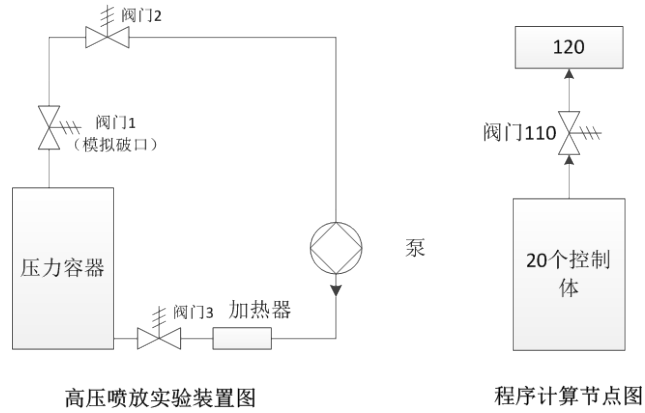 阀门2
阀门1
（模拟破口）
压力容器
泵
阀门3
加热器
高压喷放实验装置图
120
阀门110
20个控制
体
程序计算节点图